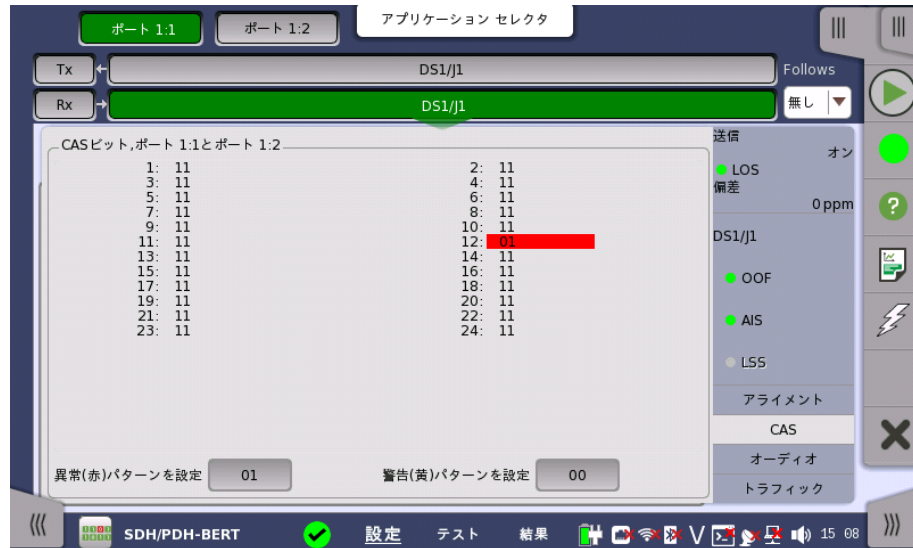 ポート 1:1
ポート 1:2
アプリケーション セレクタ
Tx
DS1/J1
Follows
Rx
DS1/J1
無し
CASビット,ポート 1:1とポート 1:2
1: 11
2: 11
3: 11
4: 11
5: 11
6: 11
7: 11
8: 11
9: 11
10: 11
11: 11
12: 01
13: 11
14: 11
15: 11
16: 11
17: 11
18: 11
19: 11
20: 11
21: 11
22: 11
23: 11
24: 11
異常(赤)パターンを設定
01
警告(黄)パターンを設定
00
送信
オン
LOS
偏差
0 ppm
DS1/J1
OOF
AIS
LSS
アライメント
CAS
オーディオ
トラフィック
SDH/PDH-BERT
設定
テスト
結果
V
15 08